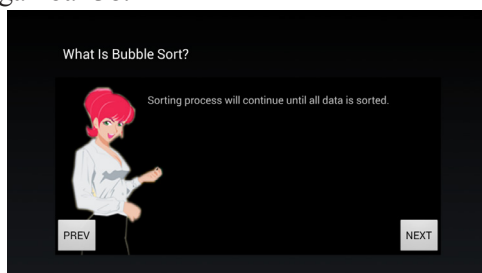 What Is Bubble Sort?
Sorting process will continue until all data is sorted.
PREV
NEXT